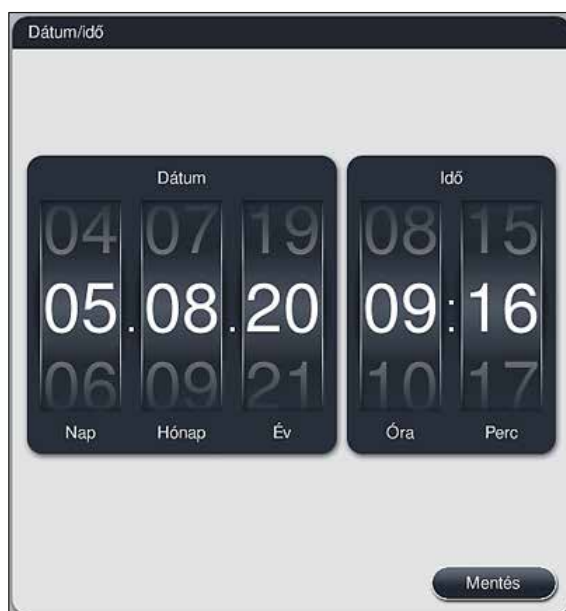 Dátum/idő
Dátum Idő
04 07 19 08 15
05.08.20 09:16
06 09 21 10 17
Nap Hónap Év Óra Perc
Mentés